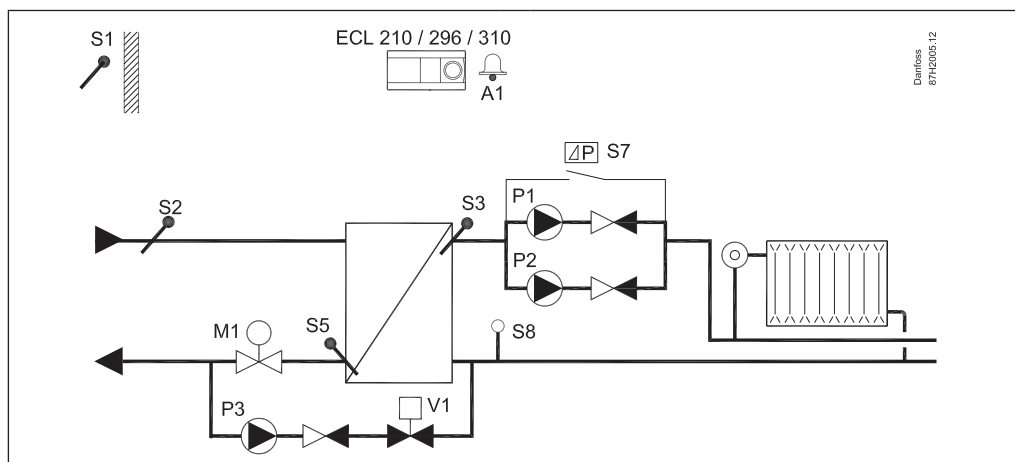 S1
ECL 210 / 296 / 310
A1
Danfoss
87H2005.12
P S7
S2
S3
P1
P2
M1
S5
S8
P3
V1